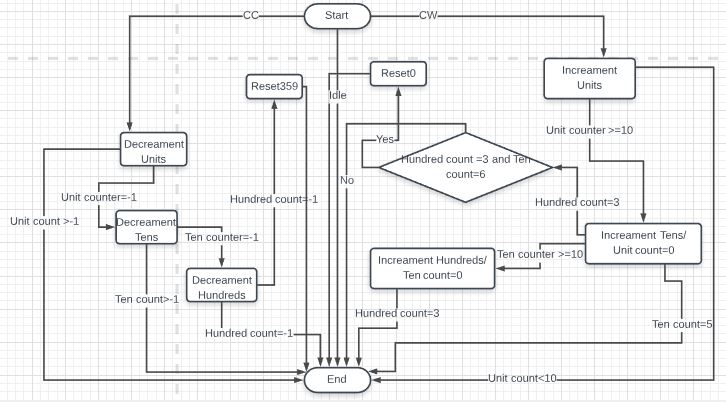 CC
Start
CW
Increament
Units
Reset0
Reset359
Idle
Unit counter >=10
Yes
Decreament
Units
Hundred count =3 and Ten
count=6
No
Unit counter=-1
Hundred count=-1
Hundred count=3
Unit count >-1
Decreament
Tens
Ten counter=-1
Increament Tens/
Unit count=0
Ten counter >=10
Increament Hundreds/
Ten count=0
Decreament
Hundreds
Ten count>-1
Hundred count=3
Ten count=5
Hundred count=-1
End
Unit count<10